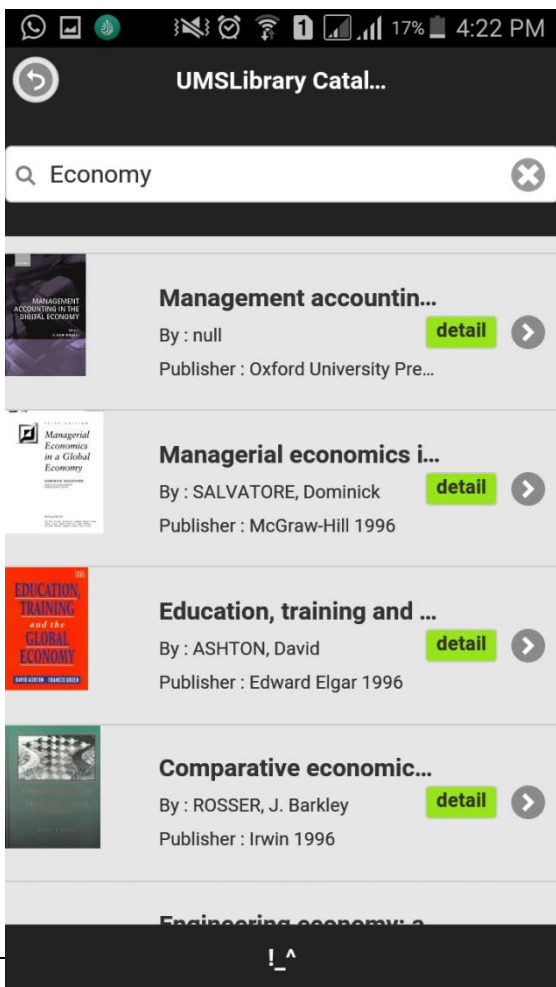 1 17% 4:22 PM
UMSLibrary Catal...
Economy
MANAGEMENT
ACCOUNTING IN THE
DIGITAL ECONOMY
Management accountin...
By : null
detail
Publisher : Oxford University Pre...
Managerial
Economics
in a Global
Economy
Managerial economics i...
By : SALVATORE, Dominick
detail
Publisher : McGraw-Hill 1996
EDUCATION,
TRAINING
and the
GLOBAL
ECONOMY
DAVID ASHTON · FRANCIS GREEN
Education, training and ...
By : ASHTON, David
detail
Publisher : Edward Elgar 1996
Comparative economic...
By : ROSSER, J. Barkley
detail
Publisher : Irwin 1996
Engineering economy: a
!_^